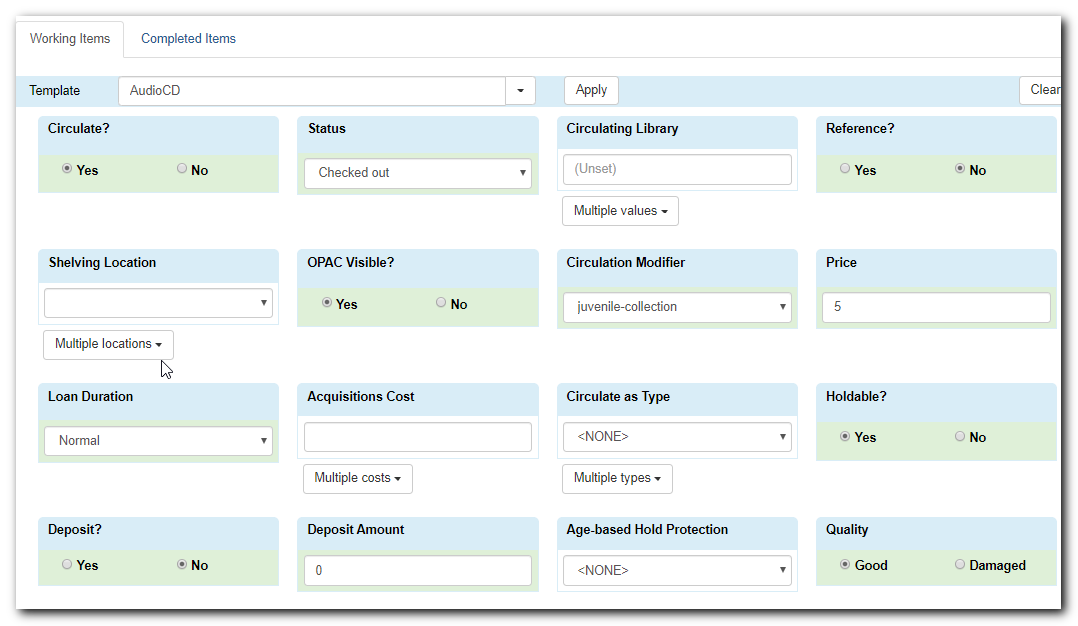 Working Items Completed Items
Template AudioCD Apply Clear
Circulate? Status Circulating Library Reference?
Yes No Checked out (Unset) Yes No
Multiple values
Shelving Location OPAC Visible? Circulation Modifier Price
Yes No juvenile-collection 5
Multiple locations
Loan Duration Acquisitions Cost Circulate as Type Holdable?
Normal <NONE> Yes No
Multiple costs Multiple types
Deposit? Deposit Amount Age-based Hold Protection Quality
Yes No 0 <NONE> Good Damaged